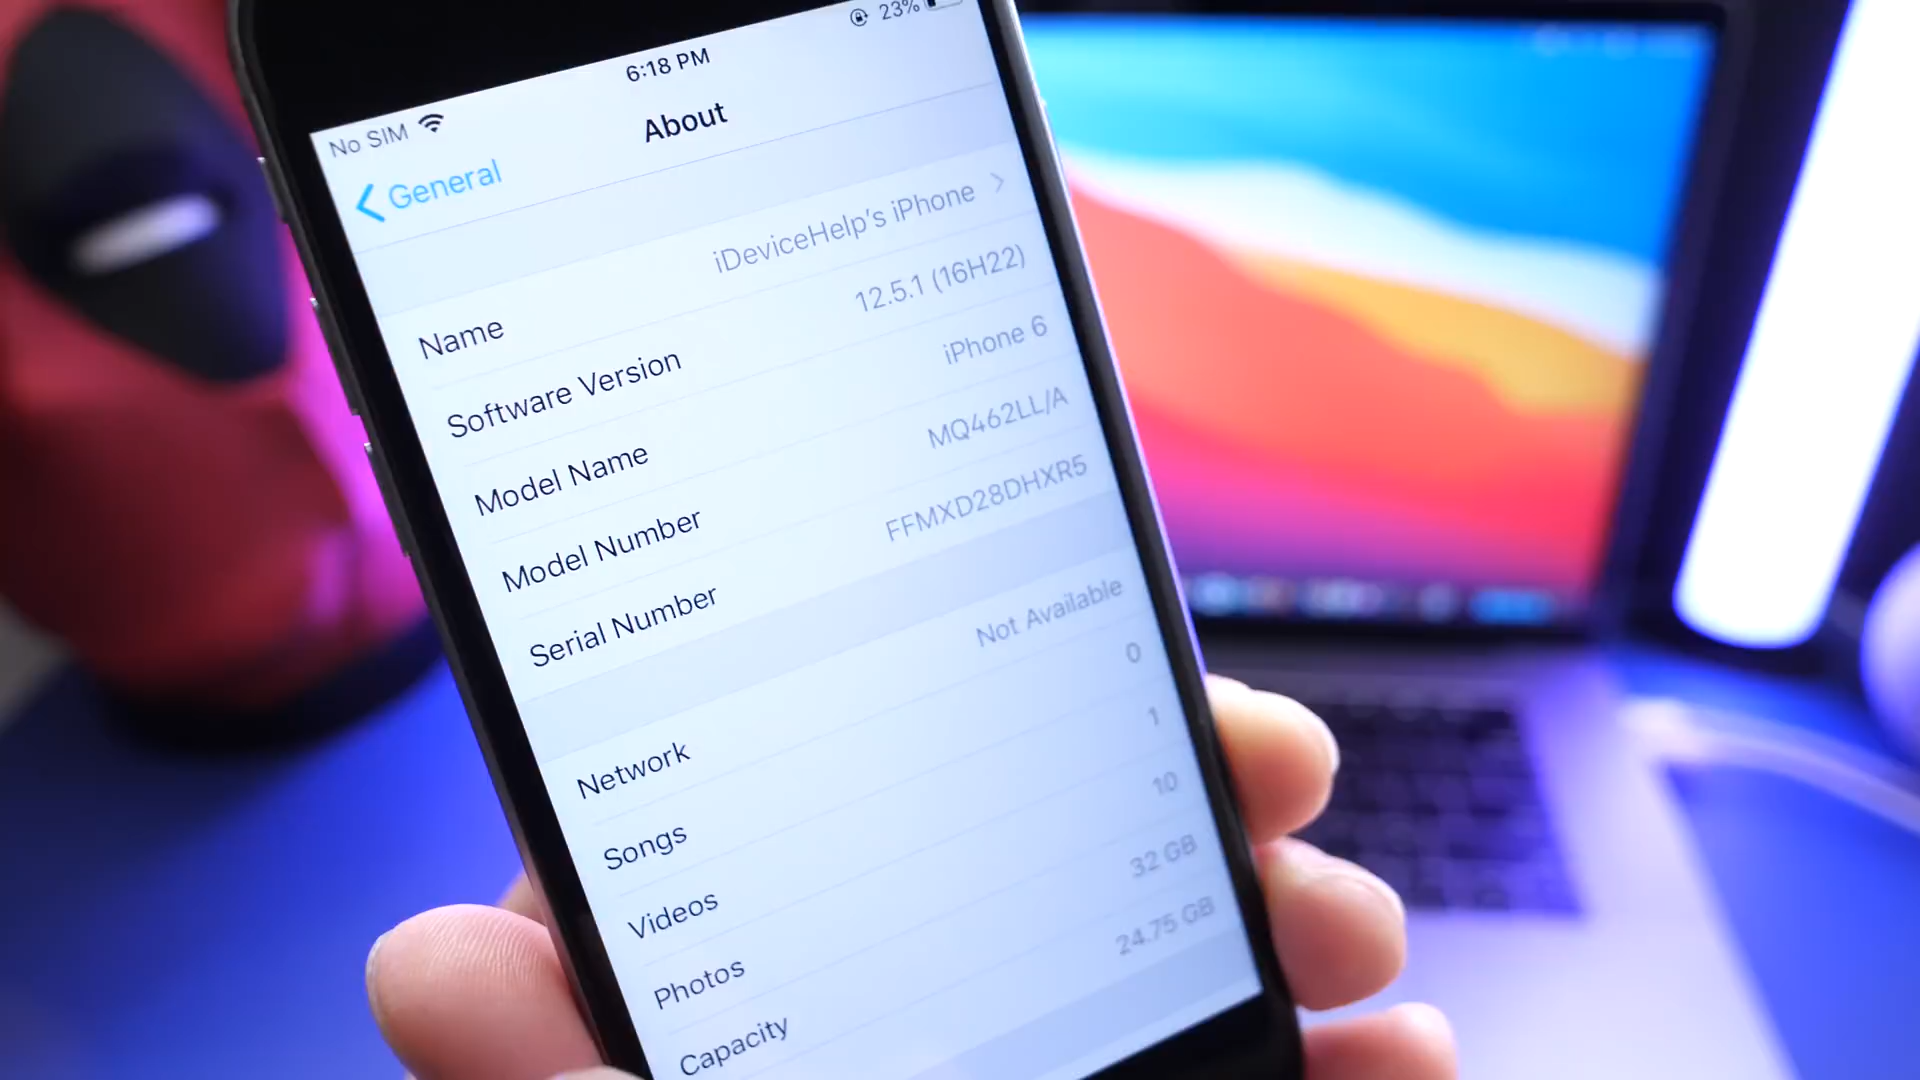 No SIM 6:18 PM 23%
General About
Name iDeviceHelp's iPhone
Software Version 12.5.1 (16H22)
Model Name iPhone 6
Model Number MQ462LL/A
Serial Number FFMXD28DHXR5
Network Not Available
Songs 0
Videos 1
Photos 10
Capacity 32 GB
24.75 GB